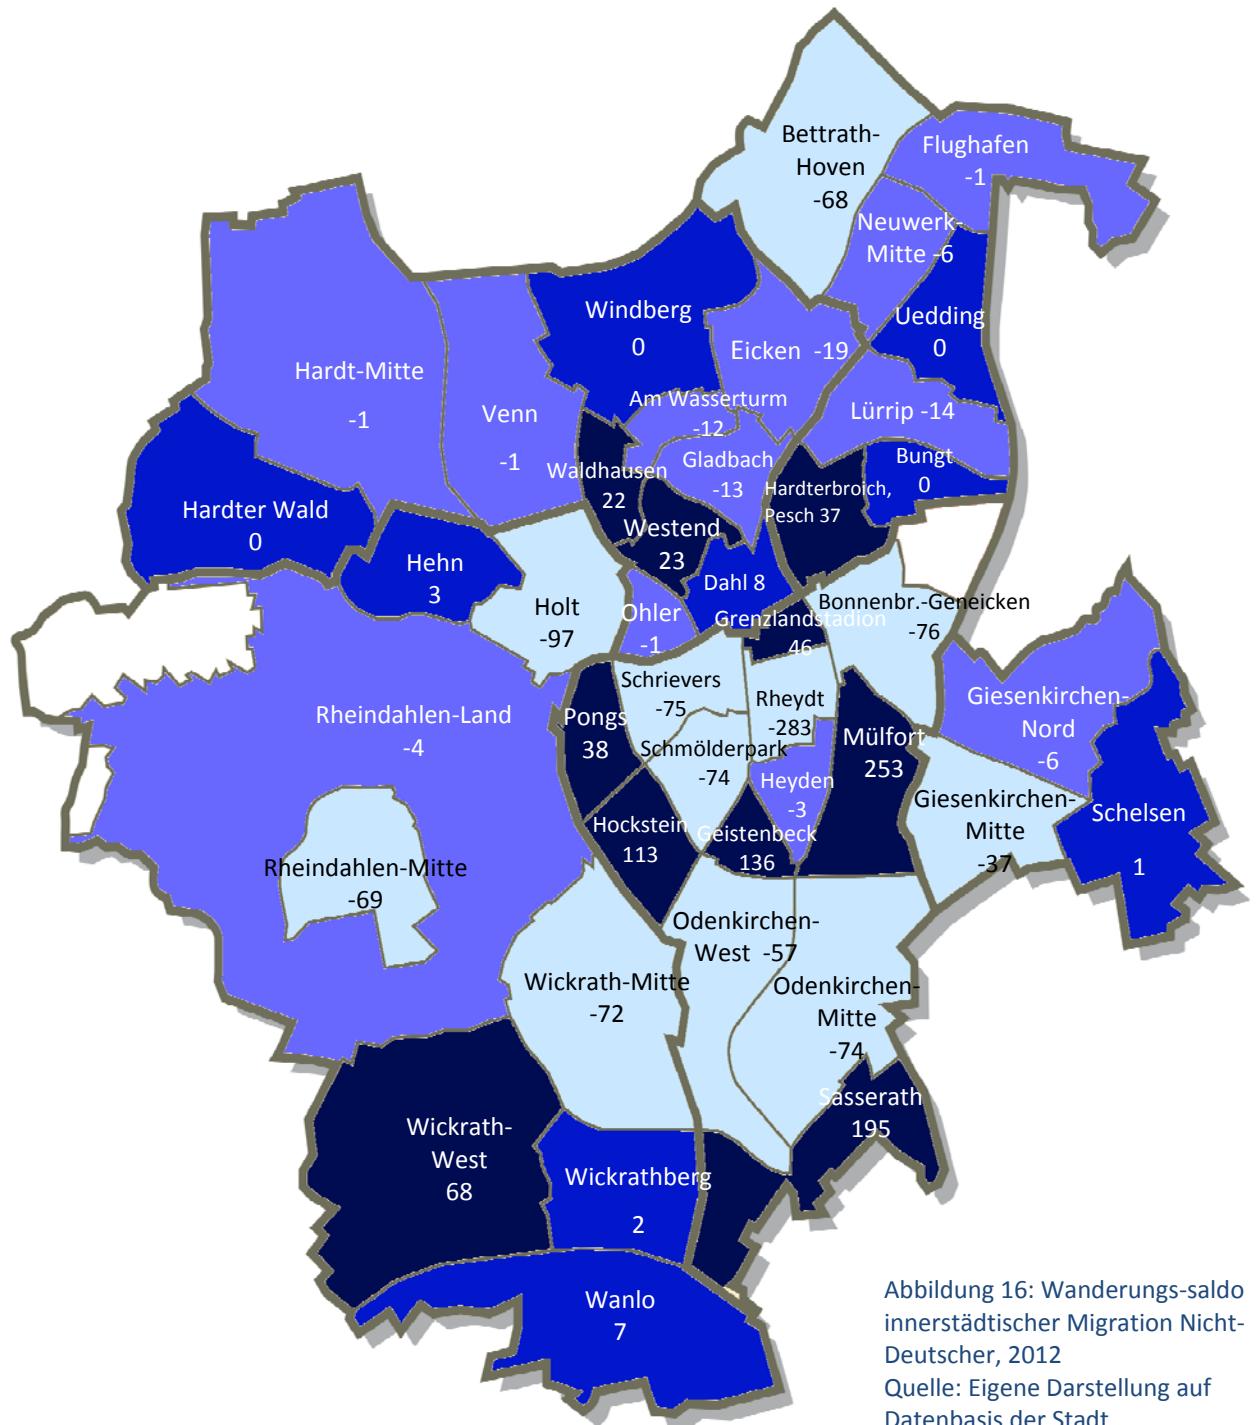 Bettrath-
Hoven
-68
Flughafen
-1
Neuwerk-
Mitte -6
Uedding
0
Windberg
0
Eicken -19
Hardt-Mitte
-1
Venn
-1
Am Wasserturm
-12
Lürrip -14
Waldhausen
22
Gladbach
-13
Bungt
0
Hardterbroich,
Pesch 37
Hardter Wald
0
Westend
23
Hehn
3
Dahl 8
Holt
-97
Ohler
-1
Grenzlandstadion
46
Bonnenbr.-Geneicken
-76
Schrievers
-75
Rheydt
-283
Giesenkirchen-
Nord
-6
Rheindahlen-Land
-4
Pongs
38
Schmölderpark
-74
Mülfort
253
Heyden
-3
Giesenkirchen-
Mitte
-37
Schelsen
1
Hockstein
113
Geistenbeck
136
Rheindahlen-Mitte
-69
Odenkirchen-
West -57
Wickrath-Mitte
-72
Odenkirchen-
Mitte
-74
Sasserath
195
Wickrath-
West
68
Wickrathberg
2
Wanlo
7
Abbildung 16: Wanderungs-saldo
innerstädtischer Migration Nicht-
Deutscher, 2012
Quelle: Eigene Darstellung auf
Datenbasis der Stadt